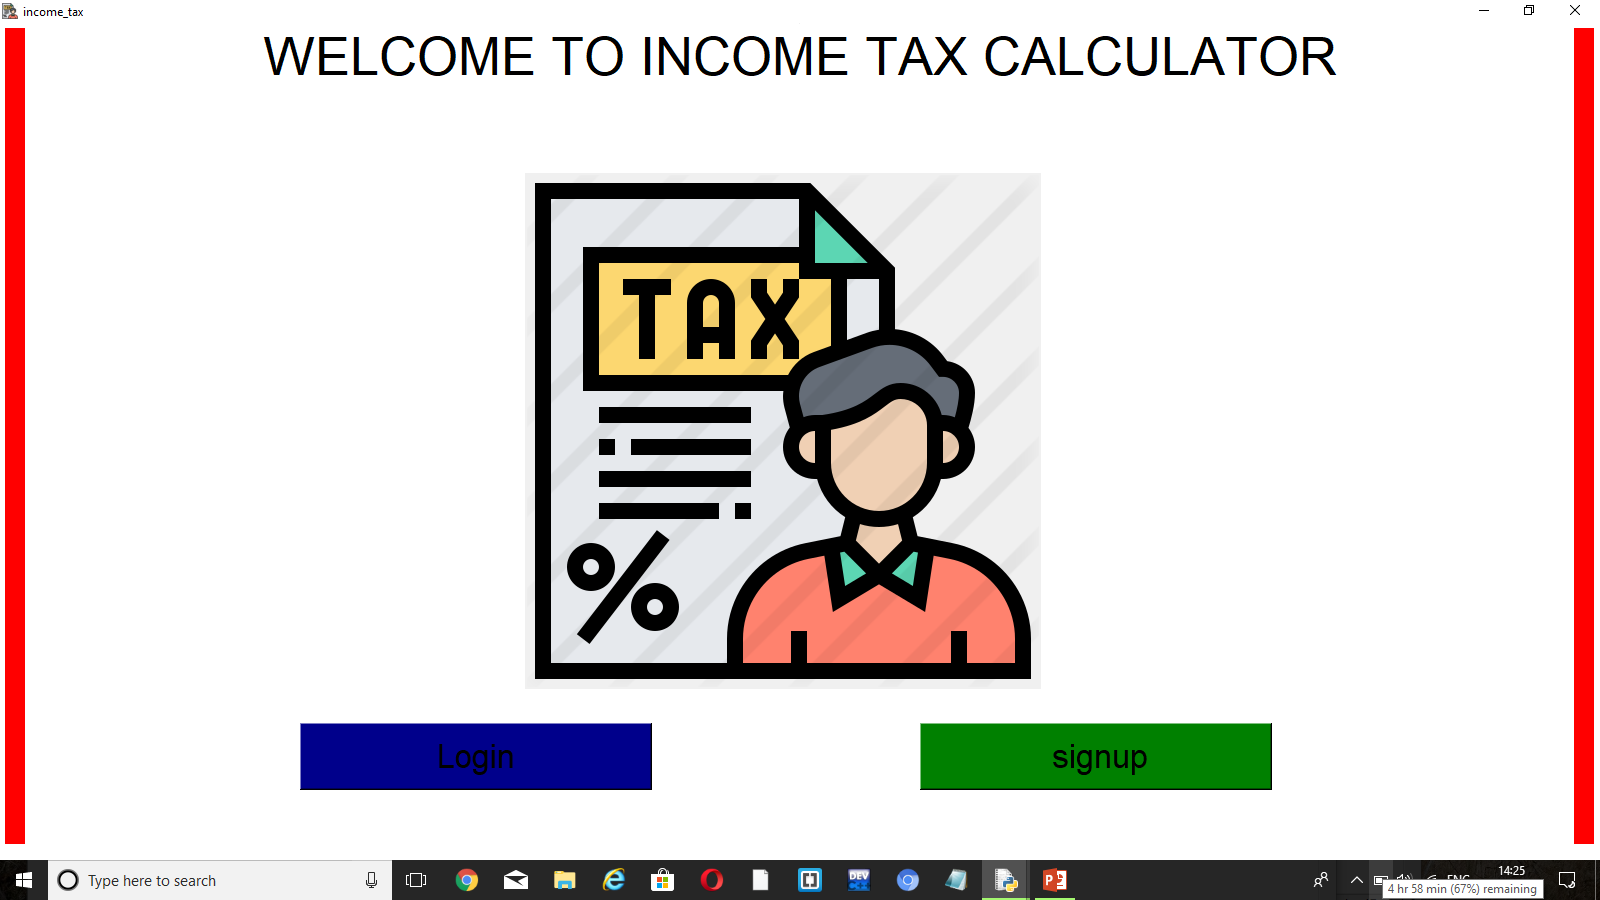 income_tax
WELCOME TO INCOME TAX CALCULATOR
TAX
%
Login
signup
Type here to search
DEV
14:25
4 hr 58 min (67%) remaining